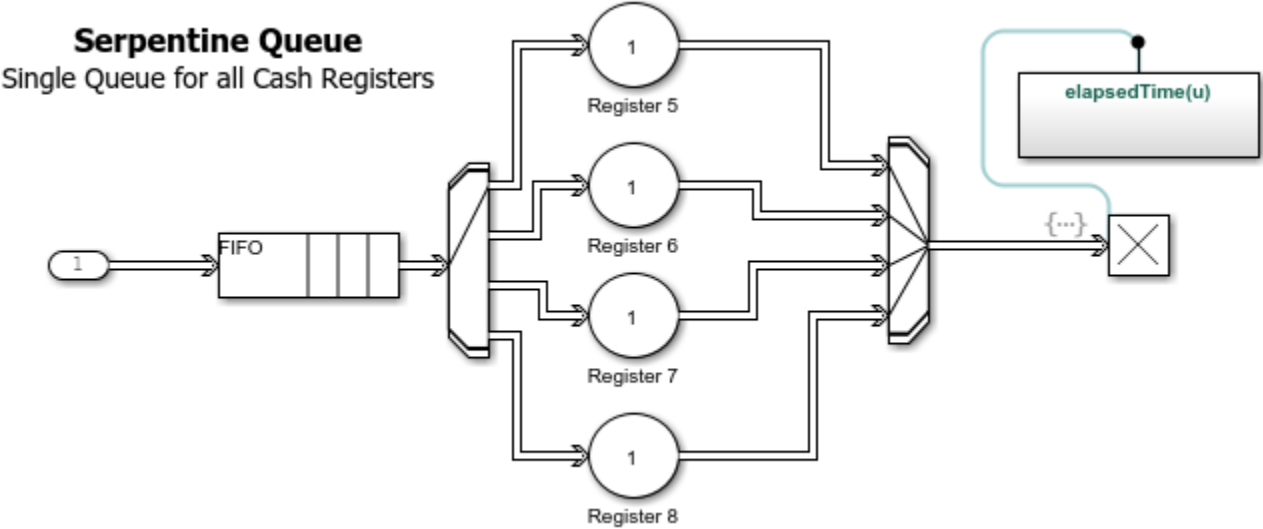 Serpentine Queue
Single Queue for all Cash Registers
1
Register 5
elapsedTime(u)
1
Register 6
{...}
1
FIFO
1
Register 7
1
Register 8